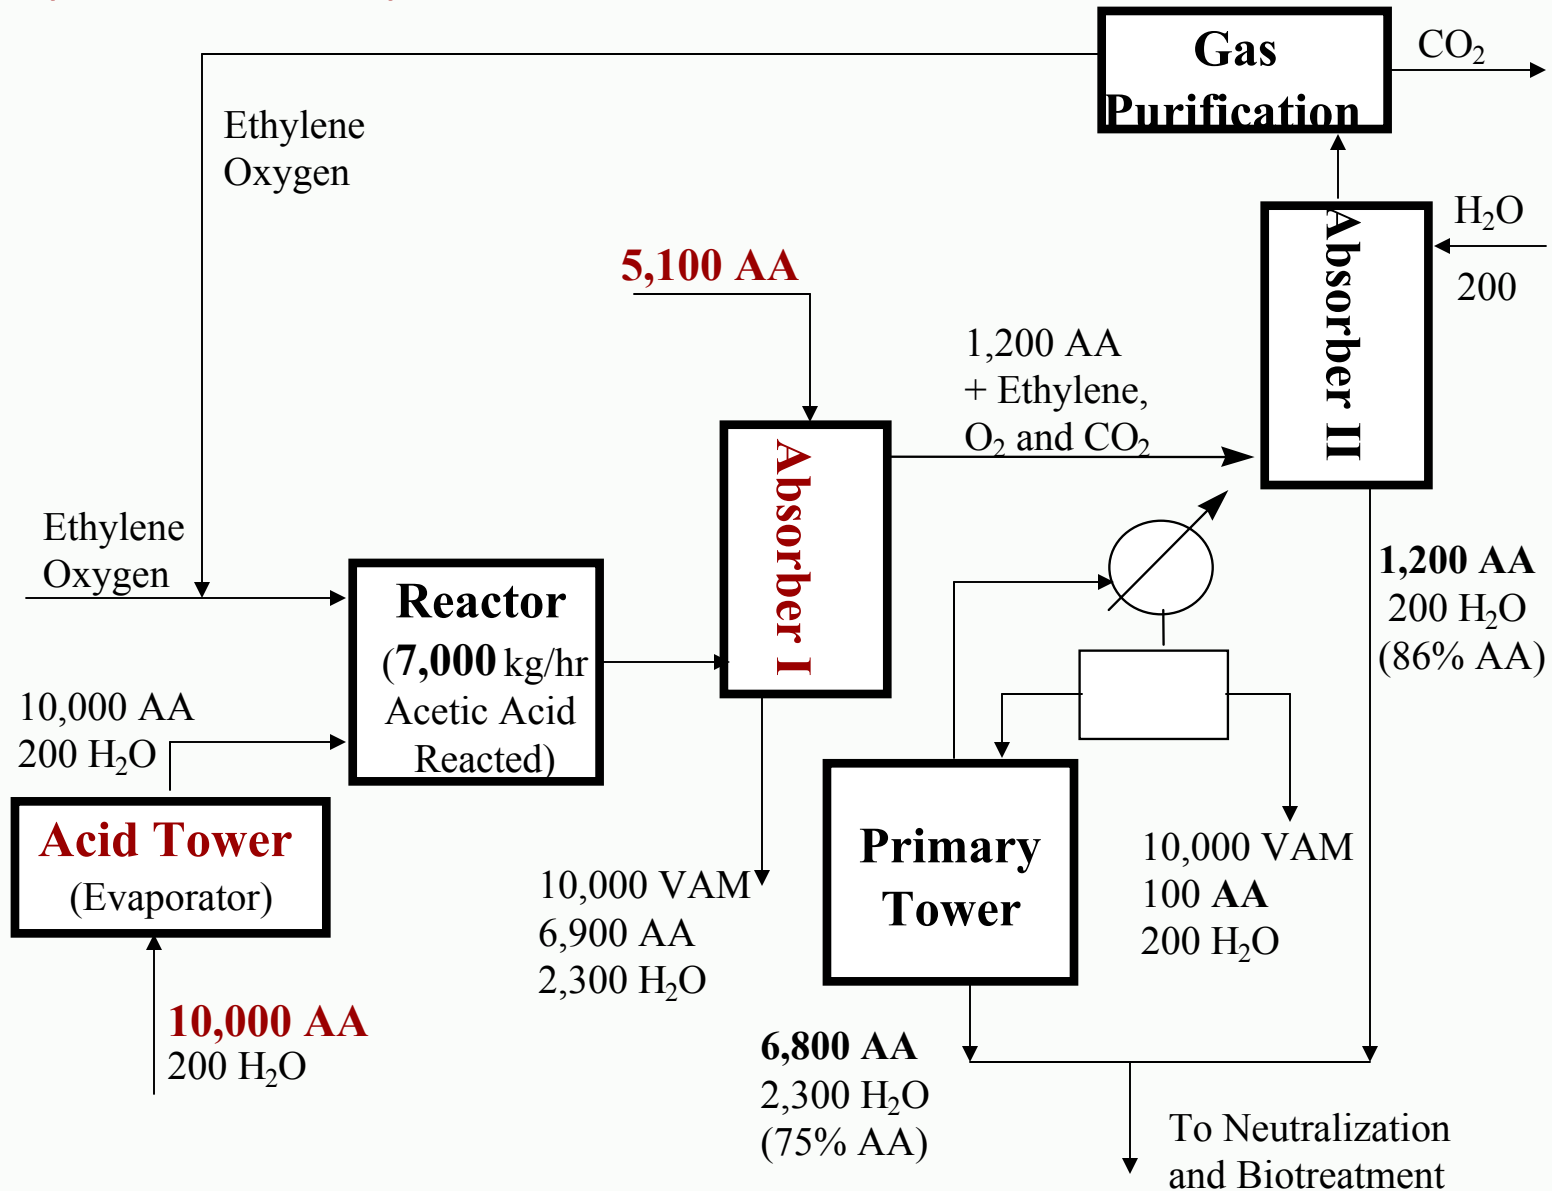 Gas
Purification
CO₂
Ethylene
Oxygen
H₂O
200
Absorber II
5,100 AA
1,200 AA
+ Ethylene,
O₂ and CO₂
Absorber I
Ethylene
Oxygen
Reactor
(7,000 kg/hr
Acetic Acid
Reacted)
1,200 AA
200 H₂O
(86% AA)
10,000 AA
200 H₂O
Acid Tower
(Evaporator)
10,000 AA
200 H₂O
10,000 VAM
6,900 AA
2,300 H₂O
Primary
Tower
10,000 VAM
100 AA
200 H₂O
6,800 AA
2,300 H₂O
(75% AA)
To Neutralization
and Biotreatment